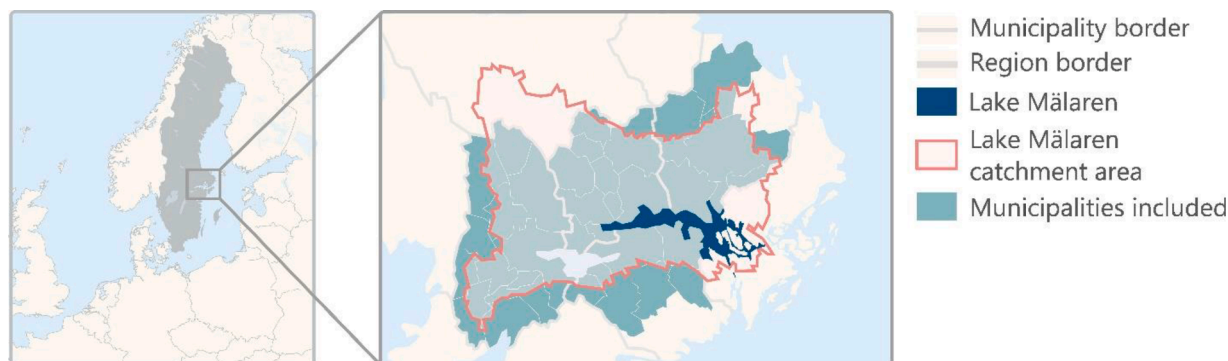 Municipality border
Region border
Lake Mälaren
Lake Mälaren
catchment area
Municipalities included